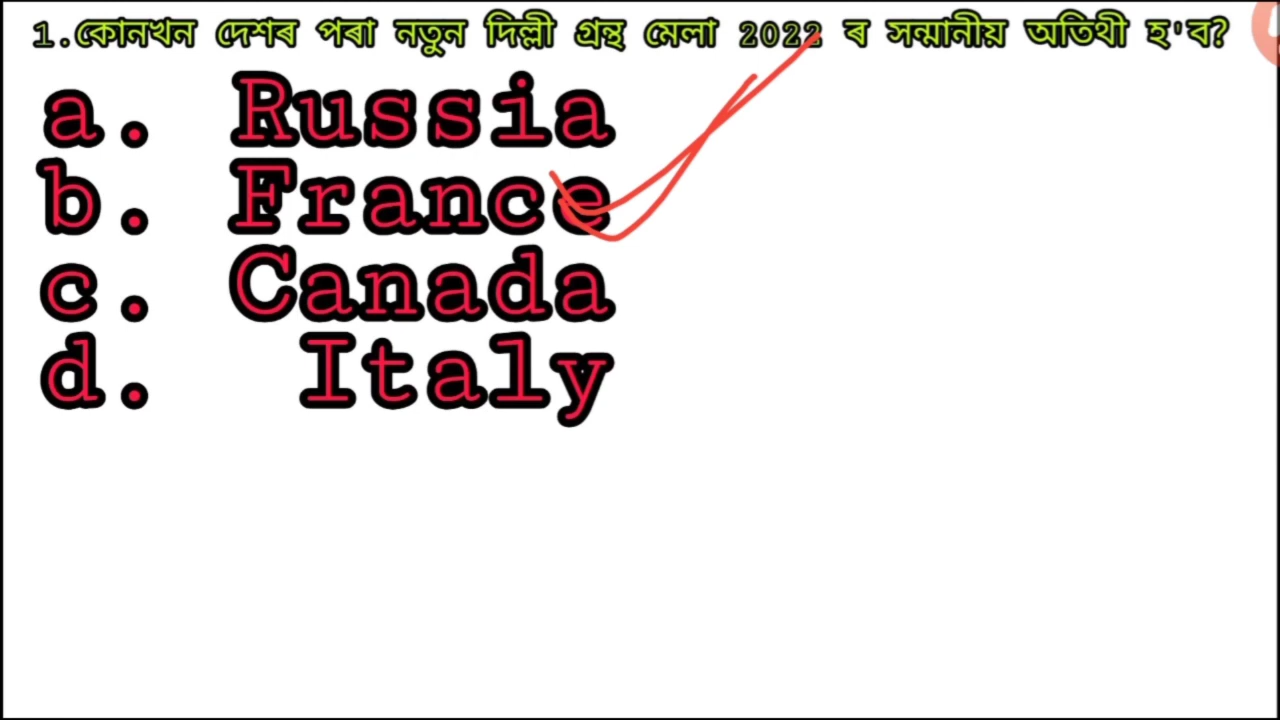 1.কোনখন দেশৰ পৰা নতুন দিল্লী গ্ৰন্থ মেলা 2022 ৰ সন্মানীয় অতিথী হ'ব?
a. Russia
b. France
c. Canada
d. Italy